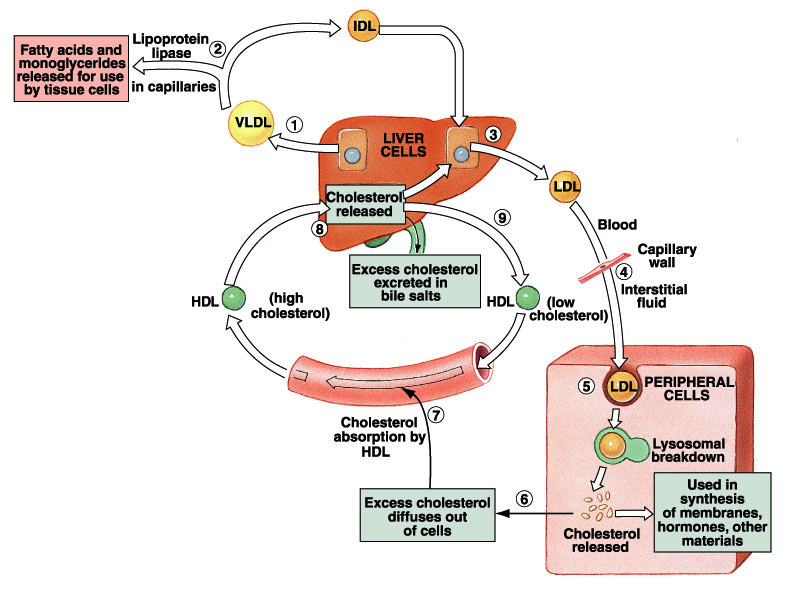 IDL
Fatty acids and
monoglycerides
released for use
by tissue cells
Lipoprotein
lipase
2
in capillaries
VLDL
1
LIVER
CELLS
3
LDL
Cholesterol
released
8
9
Blood
Capillary
wall
4
Interstitial
fluid
Excess cholesterol
excreted in
bile salts
HDL
(high
cholesterol)
HDL
(low
cholesterol)
5
LDL
PERIPHERAL
CELLS
7
Cholesterol
absorption by
HDL
Lysosomal
breakdown
Excess cholesterol
diffuses out
of cells
6
Cholesterol
released
Used in
synthesis
of membranes,
hormones, other
materials